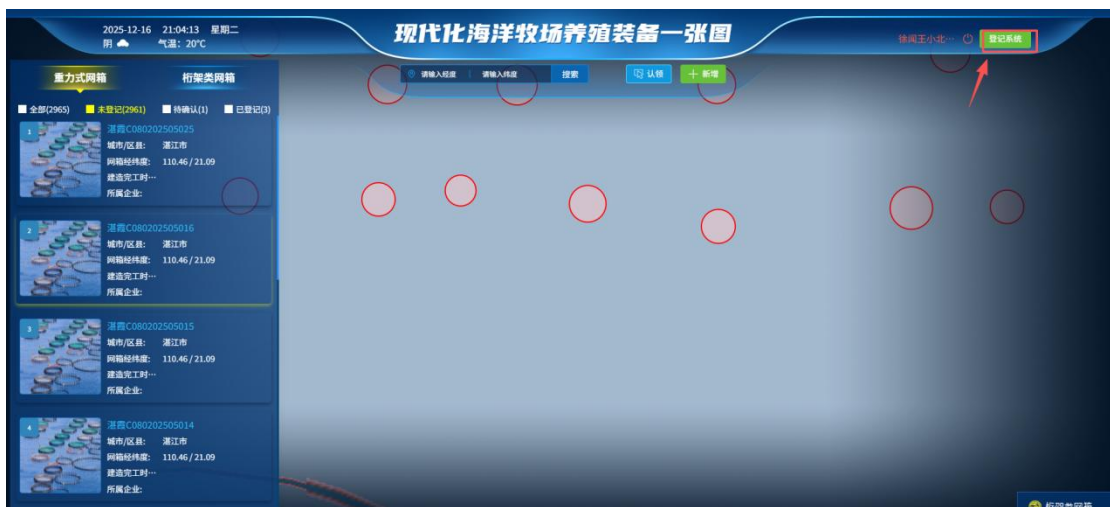 2025-12-16 21:04:13 星期二
阴 气温：20°C
现代化海洋牧场养殖装备一张图
徐闻王小北… 登记系统
重力式网箱 桁架类网箱
请输入经度 请输入纬度 搜索 认领 新增
全部(2965) 未登记(2961) 待确认(1) 已登记(3)
1
湛霞C080202505025
城市/区县： 湛江市
网箱经纬度： 110.46/21.09
建造完工时…
所属企业:
2
湛霞C080202505016
城市/区县： 湛江市
网箱经纬度： 110.46/21.09
建造完工时…
所属企业:
3
湛霞C080202505015
城市/区县： 湛江市
网箱经纬度： 110.46/21.09
建造完工时…
所属企业:
4
湛霞C080202505014
城市/区县： 湛江市
网箱经纬度： 110.46/21.09
建造完工时…
所属企业: